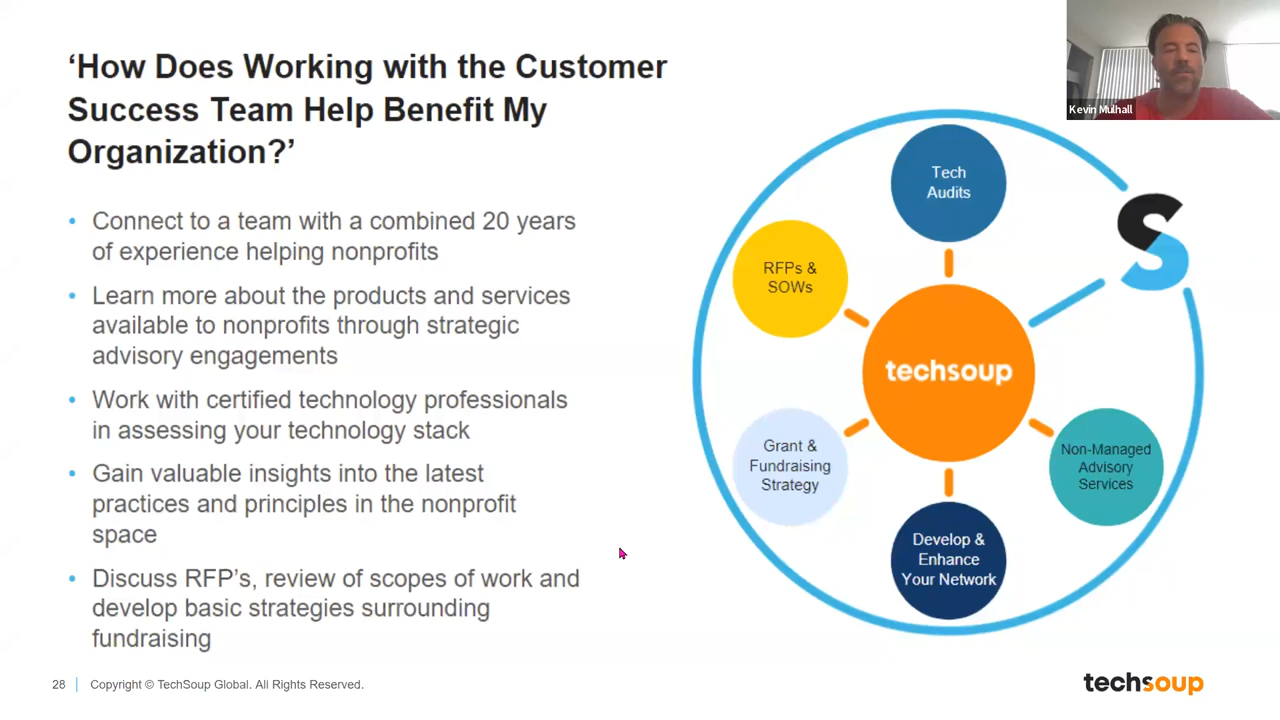 ‘How Does Working with the Customer
Success Team Help Benefit My
Organization?’
• Connect to a team with a combined 20 years
of experience helping nonprofits
• Learn more about the products and services
available to nonprofits through strategic
advisory engagements
• Work with certified technology professionals
in assessing your technology stack
• Gain valuable insights into the latest
practices and principles in the nonprofit
space
• Discuss RFP’s, review of scopes of work and
develop basic strategies surrounding
fundraising
Kevin Mulhall
Tech
Audits
S
RFPs &
SOWs
techsoup
Grant &
Fundraising
Strategy
Non-Managed
Advisory
Services
Develop &
Enhance
Your Network
28 | Copyright © TechSoup Global. All Rights Reserved.
techsoup